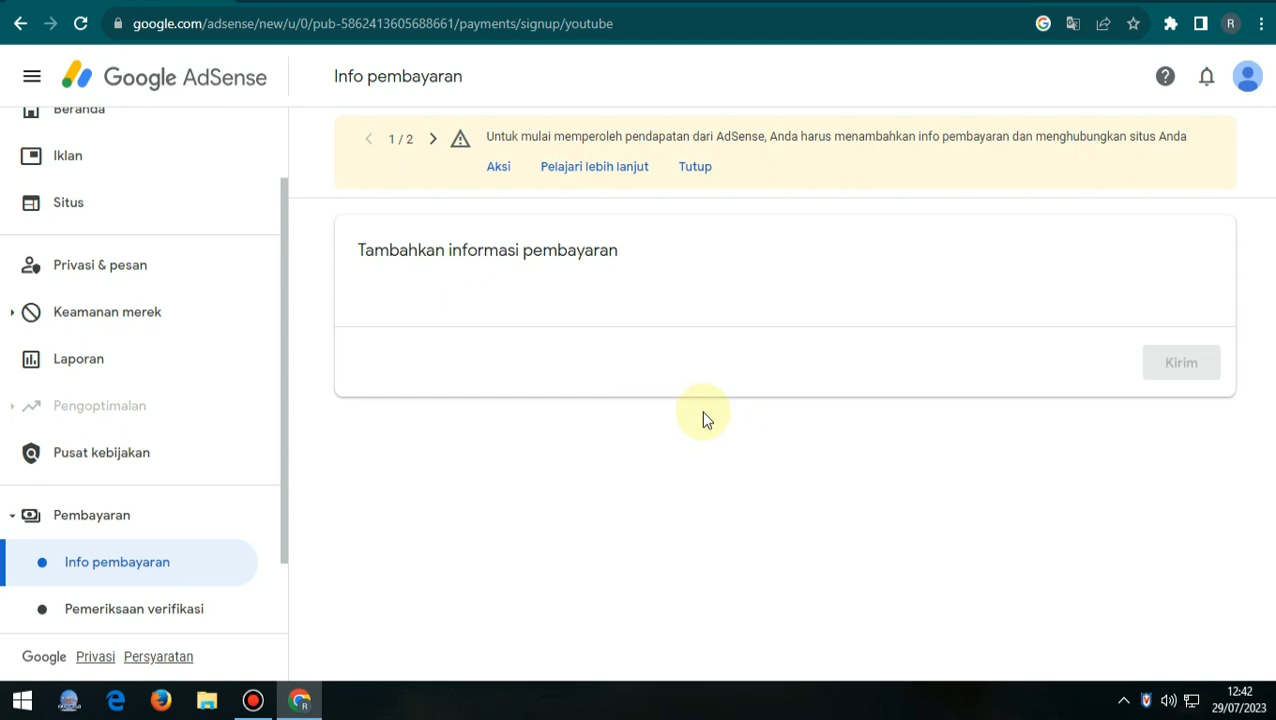 google.com/adsense/new/u/0/pub-5862413605688661/payments/signup/youtube
R
Google AdSense
Info pembayaran
Beranda
Iklan
Situs
Privasi & pesan
Keamanan merek
Laporan
Pengoptimalan
Pusat kebijakan
Pembayaran
Info pembayaran
Pemeriksaan verifikasi
Google Privasi Persyaratan
1 / 2
Untuk mulai memperoleh pendapatan dari AdSense, Anda harus menambahkan info pembayaran dan menghubungkan situs Anda
Aksi Pelajari lebih lanjut Tutup
Tambahkan informasi pembayaran
Kirim
12:42
29/07/2023